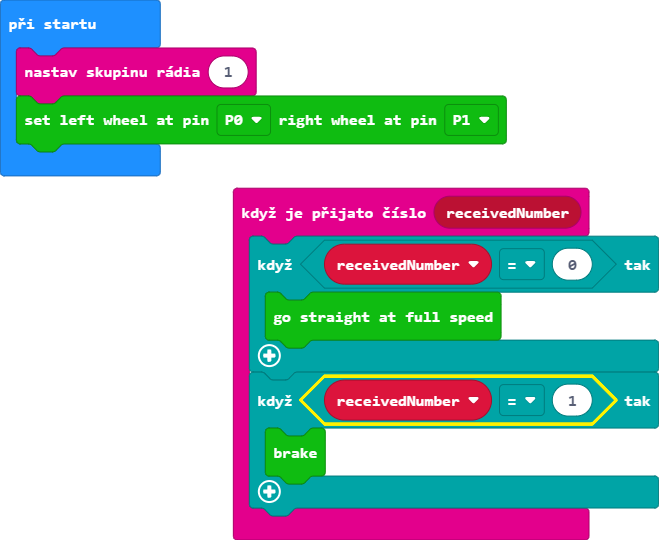 při startu
nastav skupinu rádia 1
set left wheel at pin P0 right wheel at pin P1
když je přijato číslo receivedNumber
když receivedNumber = 0 tak
go straight at full speed
když receivedNumber = 1 tak
brake